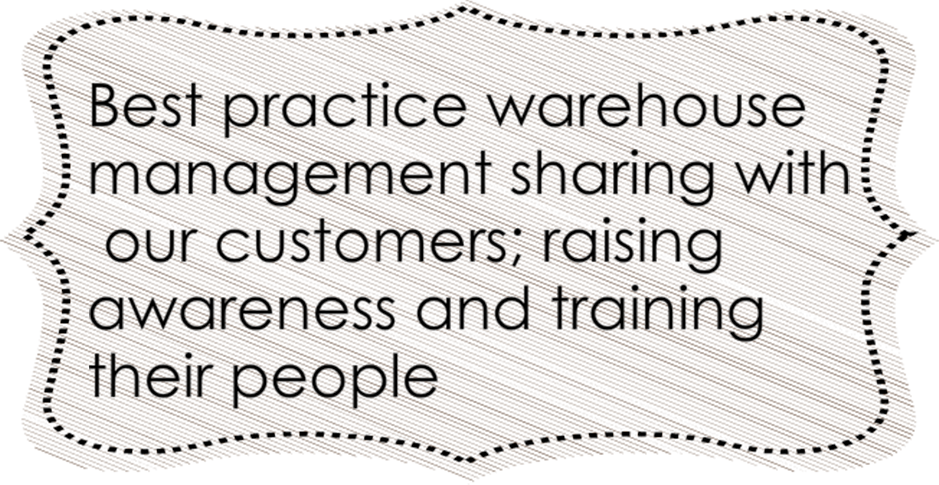 Best practice warehouse
management sharing with
our customers; raising
awareness and training
their people